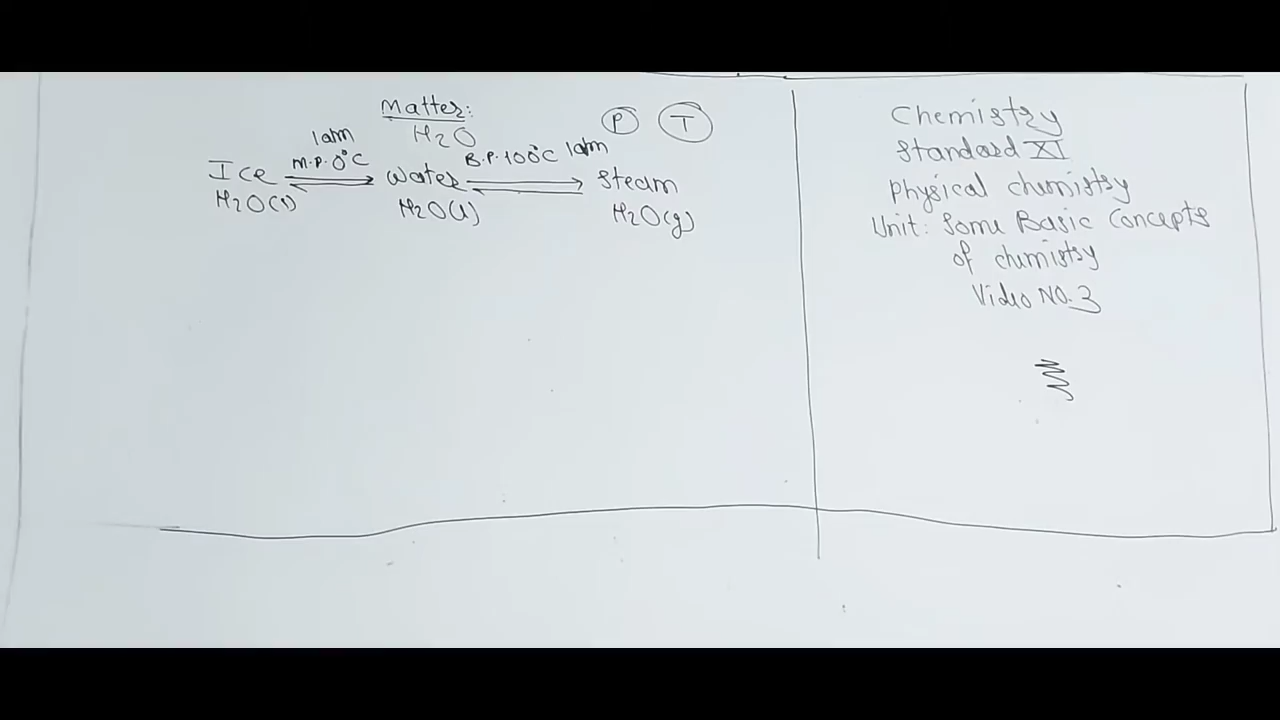 Matter:
H2O
P T
1atm
M.P. 0°C
B.P. 100°C 1atm
Ice ⇌ Water ⇌ Steam
H2O(s) H2O(l) H2O(g)
Chemistry
Standard XI
Physical chemistry
Unit: Some Basic Concepts
of chemistry
Video NO. 3